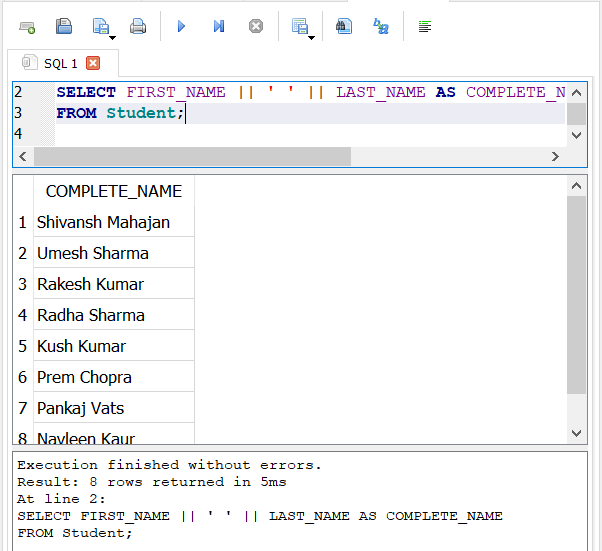 SQL 1
2 SELECT FIRST_NAME || ' ' || LAST_NAME AS COMPLETE_N
3 FROM Student;
4
COMPLETE_NAME
1 Shivansh Mahajan
2 Umesh Sharma
3 Rakesh Kumar
4 Radha Sharma
5 Kush Kumar
6 Prem Chopra
7 Pankaj Vats
8 Navleen Kaur
Execution finished without errors.
Result: 8 rows returned in 5ms
At line 2:
SELECT FIRST_NAME || ' ' || LAST_NAME AS COMPLETE_NAME
FROM Student;